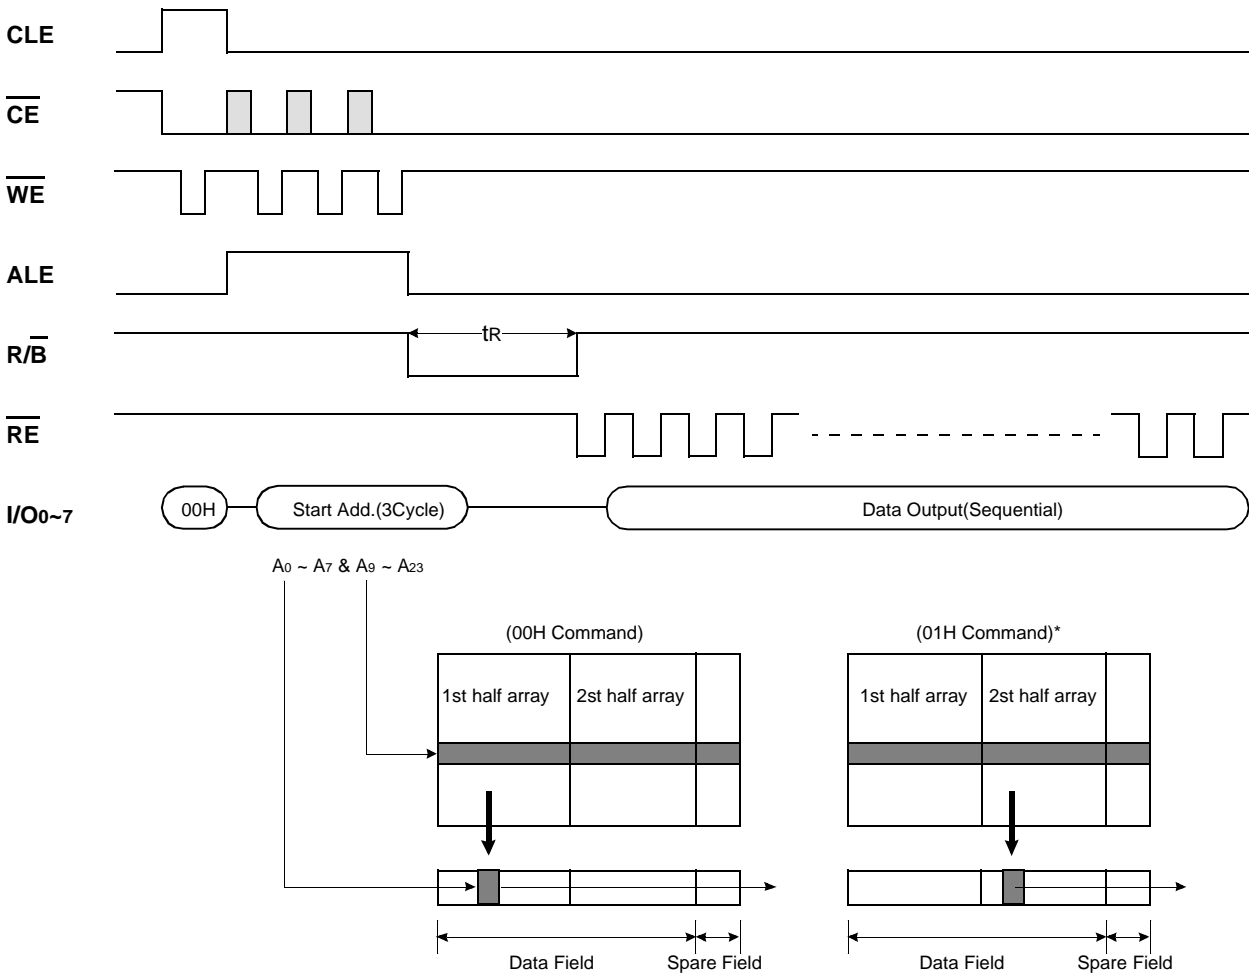 CLE
CE
WE
ALE
R/B
tR
RE
I/O0~7
00H
Start Add.(3Cycle)
Data Output(Sequential)
A0 ~ A7 & A9 ~ A23
(00H Command)
(01H Command)*
1st half array
2st half array
1st half array
2st half array
Data Field
Spare Field
Data Field
Spare Field